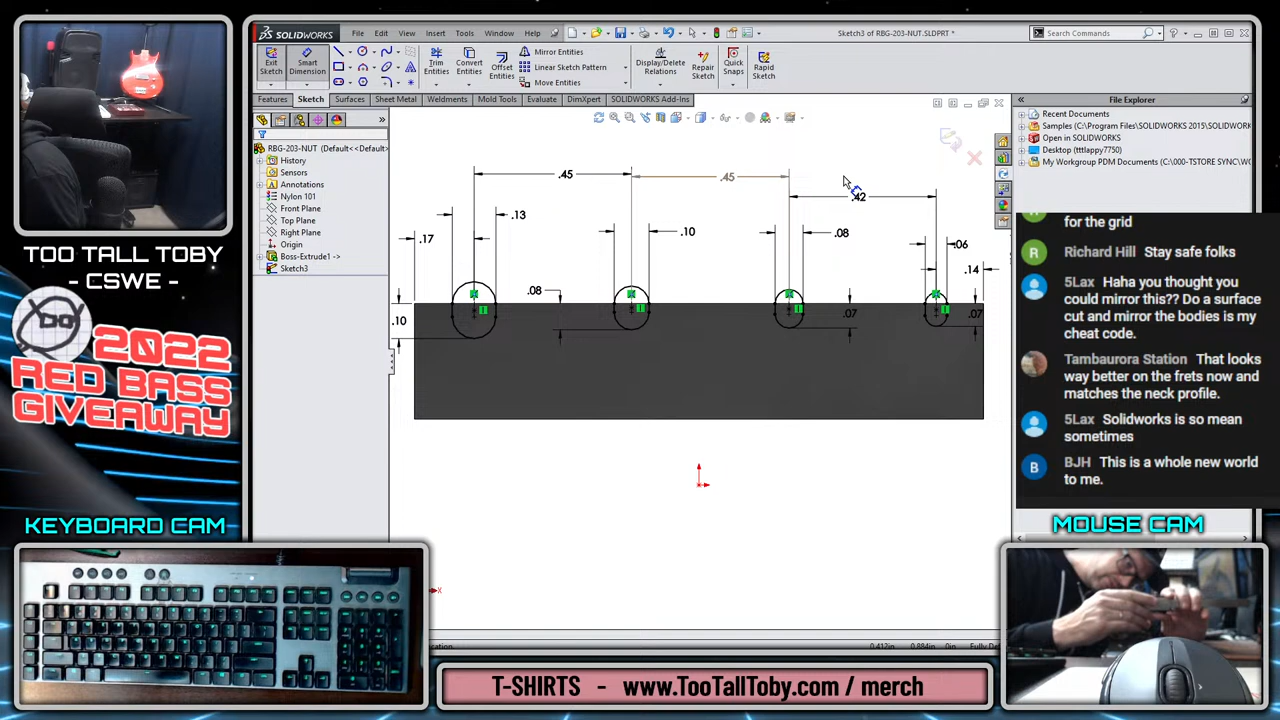 SOLIDWORKS
File
Edit
View
Insert
Tools
Window
Help
Sketch3 of RBG-203-NUT.SLDPRT *
Search Commands
Exit
Sketch
Smart
Dimension
Trim
Entities
Convert
Entities
Offset
Entities
Mirror Entities
Linear Sketch Pattern
Move Entities
Display/Delete
Relations
Repair
Sketch
Quick
Snaps
Rapid
Sketch
Features
Sketch
Surfaces
Sheet Metal
Weldments
Mold Tools
Evaluate
DimXpert
SOLIDWORKS Add-Ins
File Explorer
RBG-203-NUT (Default<<Default>
History
Sensors
Annotations
Nylon 101
Front Plane
Top Plane
Right Plane
Origin
Boss-Extrude1 ->
Sketch3
Recent Documents
Samples (C:\Program Files\SOLIDWORKS 2015\SOLIDWORK
Open in SOLIDWORKS
Desktop (tttlappy7750)
My Workgroup PDM Documents (C:\000-TSTORE SYNC\W
.45
.45
.42
.13
.10
.08
.06
.17
.14
.08
.10
.07
.07
for the grid
R
Richard Hill Stay safe folks
5Lax Haha you thought you
could mirror this?? Do a surface
cut and mirror the bodies is my
cheat code.
Tambaurora Station That looks
way better on the frets now and
matches the neck profile.
5Lax Solidworks is so mean
sometimes
B
BJH This is a whole new world
to me.
TOO TALL TOBY
- CSWE -
2022
RED BASS
GIVEAWAY
KEYBOARD CAM
MOUSE CAM
0.412in
0.884in
0in
T-SHIRTS - www.TooTallToby.com / merch